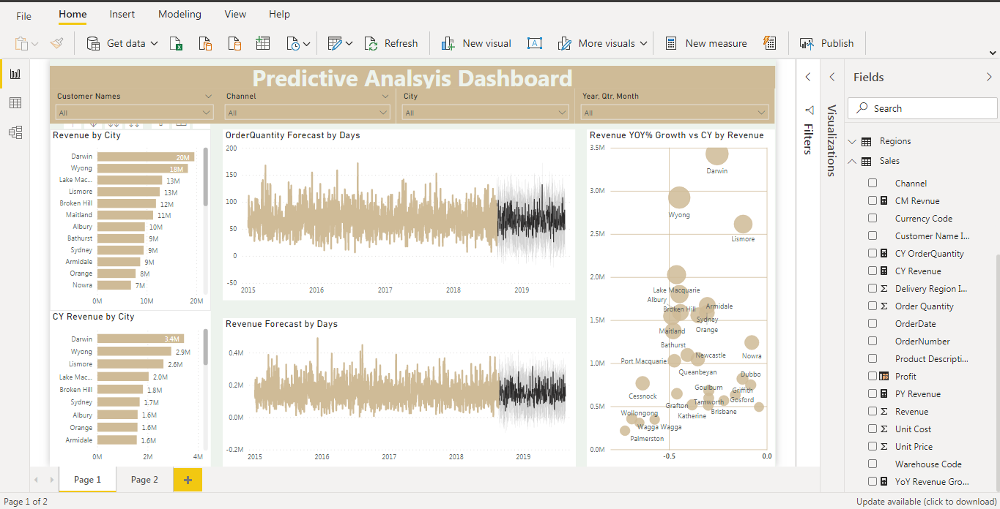 File Home Insert Modeling View Help
Get data Refresh New visual A More visuals New measure Publish
Predictive Analsyis Dashboard
Customer Names Channel City Year, Qtr, Month
All All All All
Revenue by City
Darwin 20M
Wyong 18M
Lake Mac... 13M
Lismore 13M
Broken Hill 12M
Maitland 11M
Albury 10M
Bathurst 9M
Sydney 9M
Armidale 9M
Orange 8M
Nowra 7M
0M 10M 20M
CY Revenue by City
Darwin 3.4M
Wyong 2.9M
Lismore 2.6M
Lake Mac... 2.0M
Broken Hill 1.8M
Sydney 1.7M
Albury 1.6M
Orange 1.6M
Armidale 1.6M
0M 2M 4M
OrderQuantity Forecast by Days
200
150
100
50
0
-50
2015 2016 2017 2018 2019
Revenue Forecast by Days
0.4M
0.2M
0.0M
-0.2M
2015 2016 2017 2018 2019
Revenue YOY% Growth vs CY by Revenue
3.5M
Darwin
3.0M
Wyong
Lismore
2.5M
2.0M
Lake Macquarie
Albury
Armidale
Broken Hill
1.5M
Sydney
Maitland
Orange
Bathurst
Newcastle
Nowra
Port Macquarie
1.0M
Queanbeyan
Dubbo
Goulburn
Griffith
Cessnock
Gosford
Tamworth
Grafton
0.5M
Brisbane
Wollongong
Katherine
Wagga Wagga
Palmerston
0.0M
-0.5 0.0
Filters
Visualizations
Fields
Search
Regions
Sales
Channel
CM Revnue
Currency Code
Customer Name I...
CY OrderQuantity
CY Revenue
Σ Delivery Region I...
Σ Order Quantity
OrderDate
OrderNumber
Product Descripti...
Profit
PY Revenue
Σ Revenue
Σ Unit Cost
Σ Unit Price
Warehouse Code
YoY Revenue Gro...
Page 1 Page 2 +
Page 1 of 2 Update available (click to download)